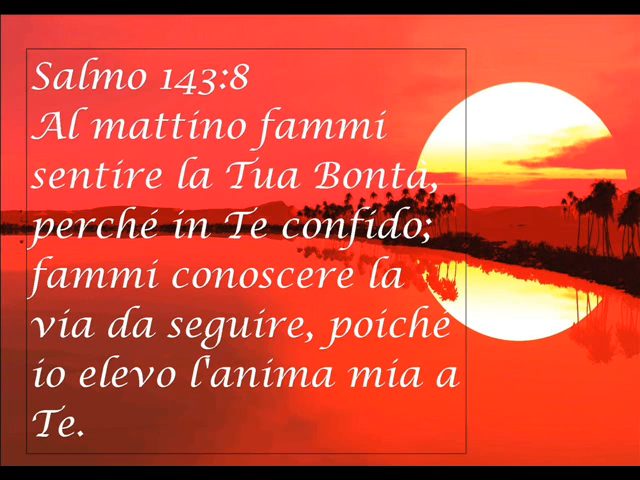 Salmo 143:8
Al mattino fammi
sentire la Tua Bontà,
perché in Te confido;
fammi conoscere la
via da seguire, poiché
io elevo l'anima mia a
Te.